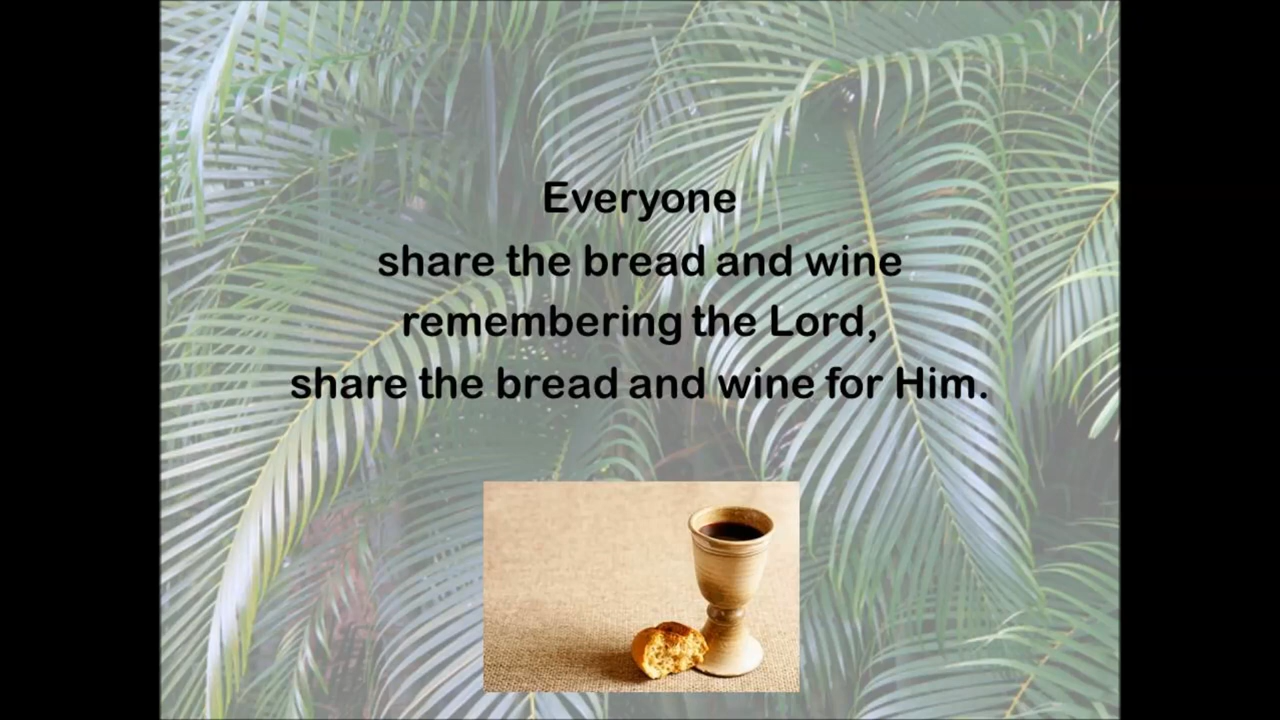 Everyone
share the bread and wine
remembering the Lord,
share the bread and wine for Him.